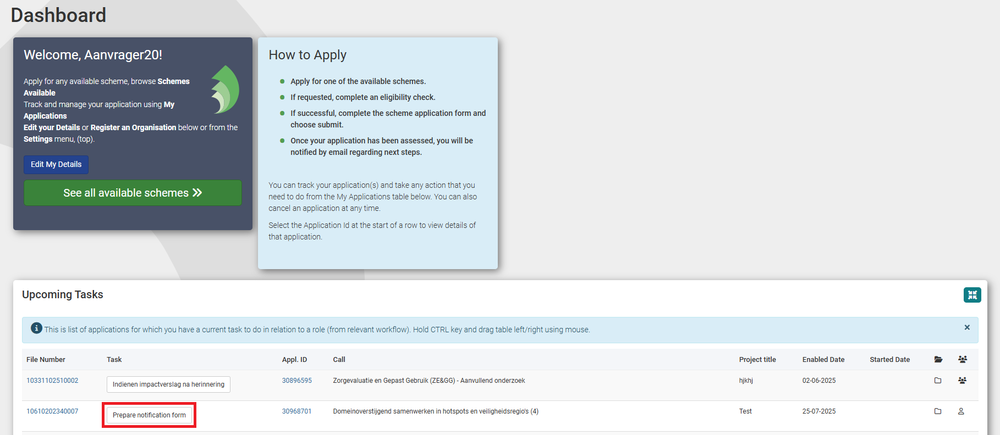 Dashboard
Welcome, Aanvrager20!
Apply for any available scheme, browse Schemes
Available
Track and manage your application using My
Applications
Edit your Details or Register an Organisation below or from the
Settings menu, (top).
Edit My Details
See all available schemes
How to Apply
Apply for one of the available schemes.
If requested, complete an eligibility check.
If successful, complete the scheme application form and
choose submit.
Once your application has been assessed, you will be
notified by email regarding next steps.
You can track your application(s) and take any action that you
need to do from the My Applications table below. You can also
cancel an application at any time.
Select the Application Id at the start of a row to view details of
that application.
Upcoming Tasks
This is list of applications for which you have a current task to do in relation to a role (from relevant workflow). Hold CTRL key and drag table left/right using mouse.
File Number Task Appl. ID Call Project title Enabled Date Started Date
10331102510002 Indienen impactverslag na herinnering 30896595 Zorgevaluatie en Gepast Gebruik (ZE&GG) - Aanvullend onderzoek hjkhj 02-06-2025
10610202340007 Prepare notification form 30968701 Domeinoverstijgend samenwerken in hotspots en veiligheidsregio's (4) Test 25-07-2025